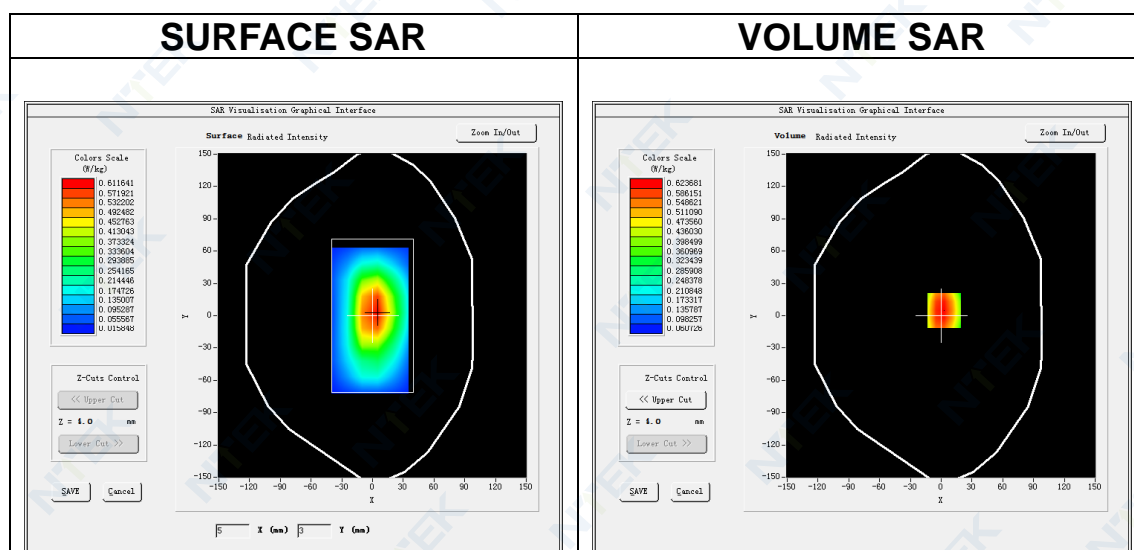 SURFACE SAR
VOLUME SAR
SAR Visualisation Graphical Interface
Surface Radiated Intensity
Zoom In/Out
Colors Scale
(W/kg)
0.611641
0.571921
0.532202
0.492482
0.452763
0.413043
0.373324
0.333604
0.293885
0.254165
0.214446
0.174726
0.135007
0.095287
0.055567
0.015848
150
120
90
60
30
0
-30
-60
-90
-120
-150
Y
-150 -120 -90 -60 -30 0 30 60 90 120 150
X
Z-Cuts Control
<< Upper Cut
Z = 4.0 mm
Lower Cut >>
SAVE Cancel
5 X (mm) 3 Y (mm)
SAR Visualisation Graphical Interface
Volume Radiated Intensity
Zoom In/Out
Colors Scale
(W/kg)
0.623681
0.586151
0.548621
0.511090
0.473560
0.436030
0.398499
0.360969
0.323439
0.285908
0.248378
0.210848
0.173317
0.135787
0.098257
0.060726
150
120
90
60
30
0
-30
-60
-90
-120
-150
Y
-150 -120 -90 -60 -30 0 30 60 90 120 150
X
Z-Cuts Control
<< Upper Cut
Z = 4.0 mm
Lower Cut >>
SAVE Cancel
NTEK